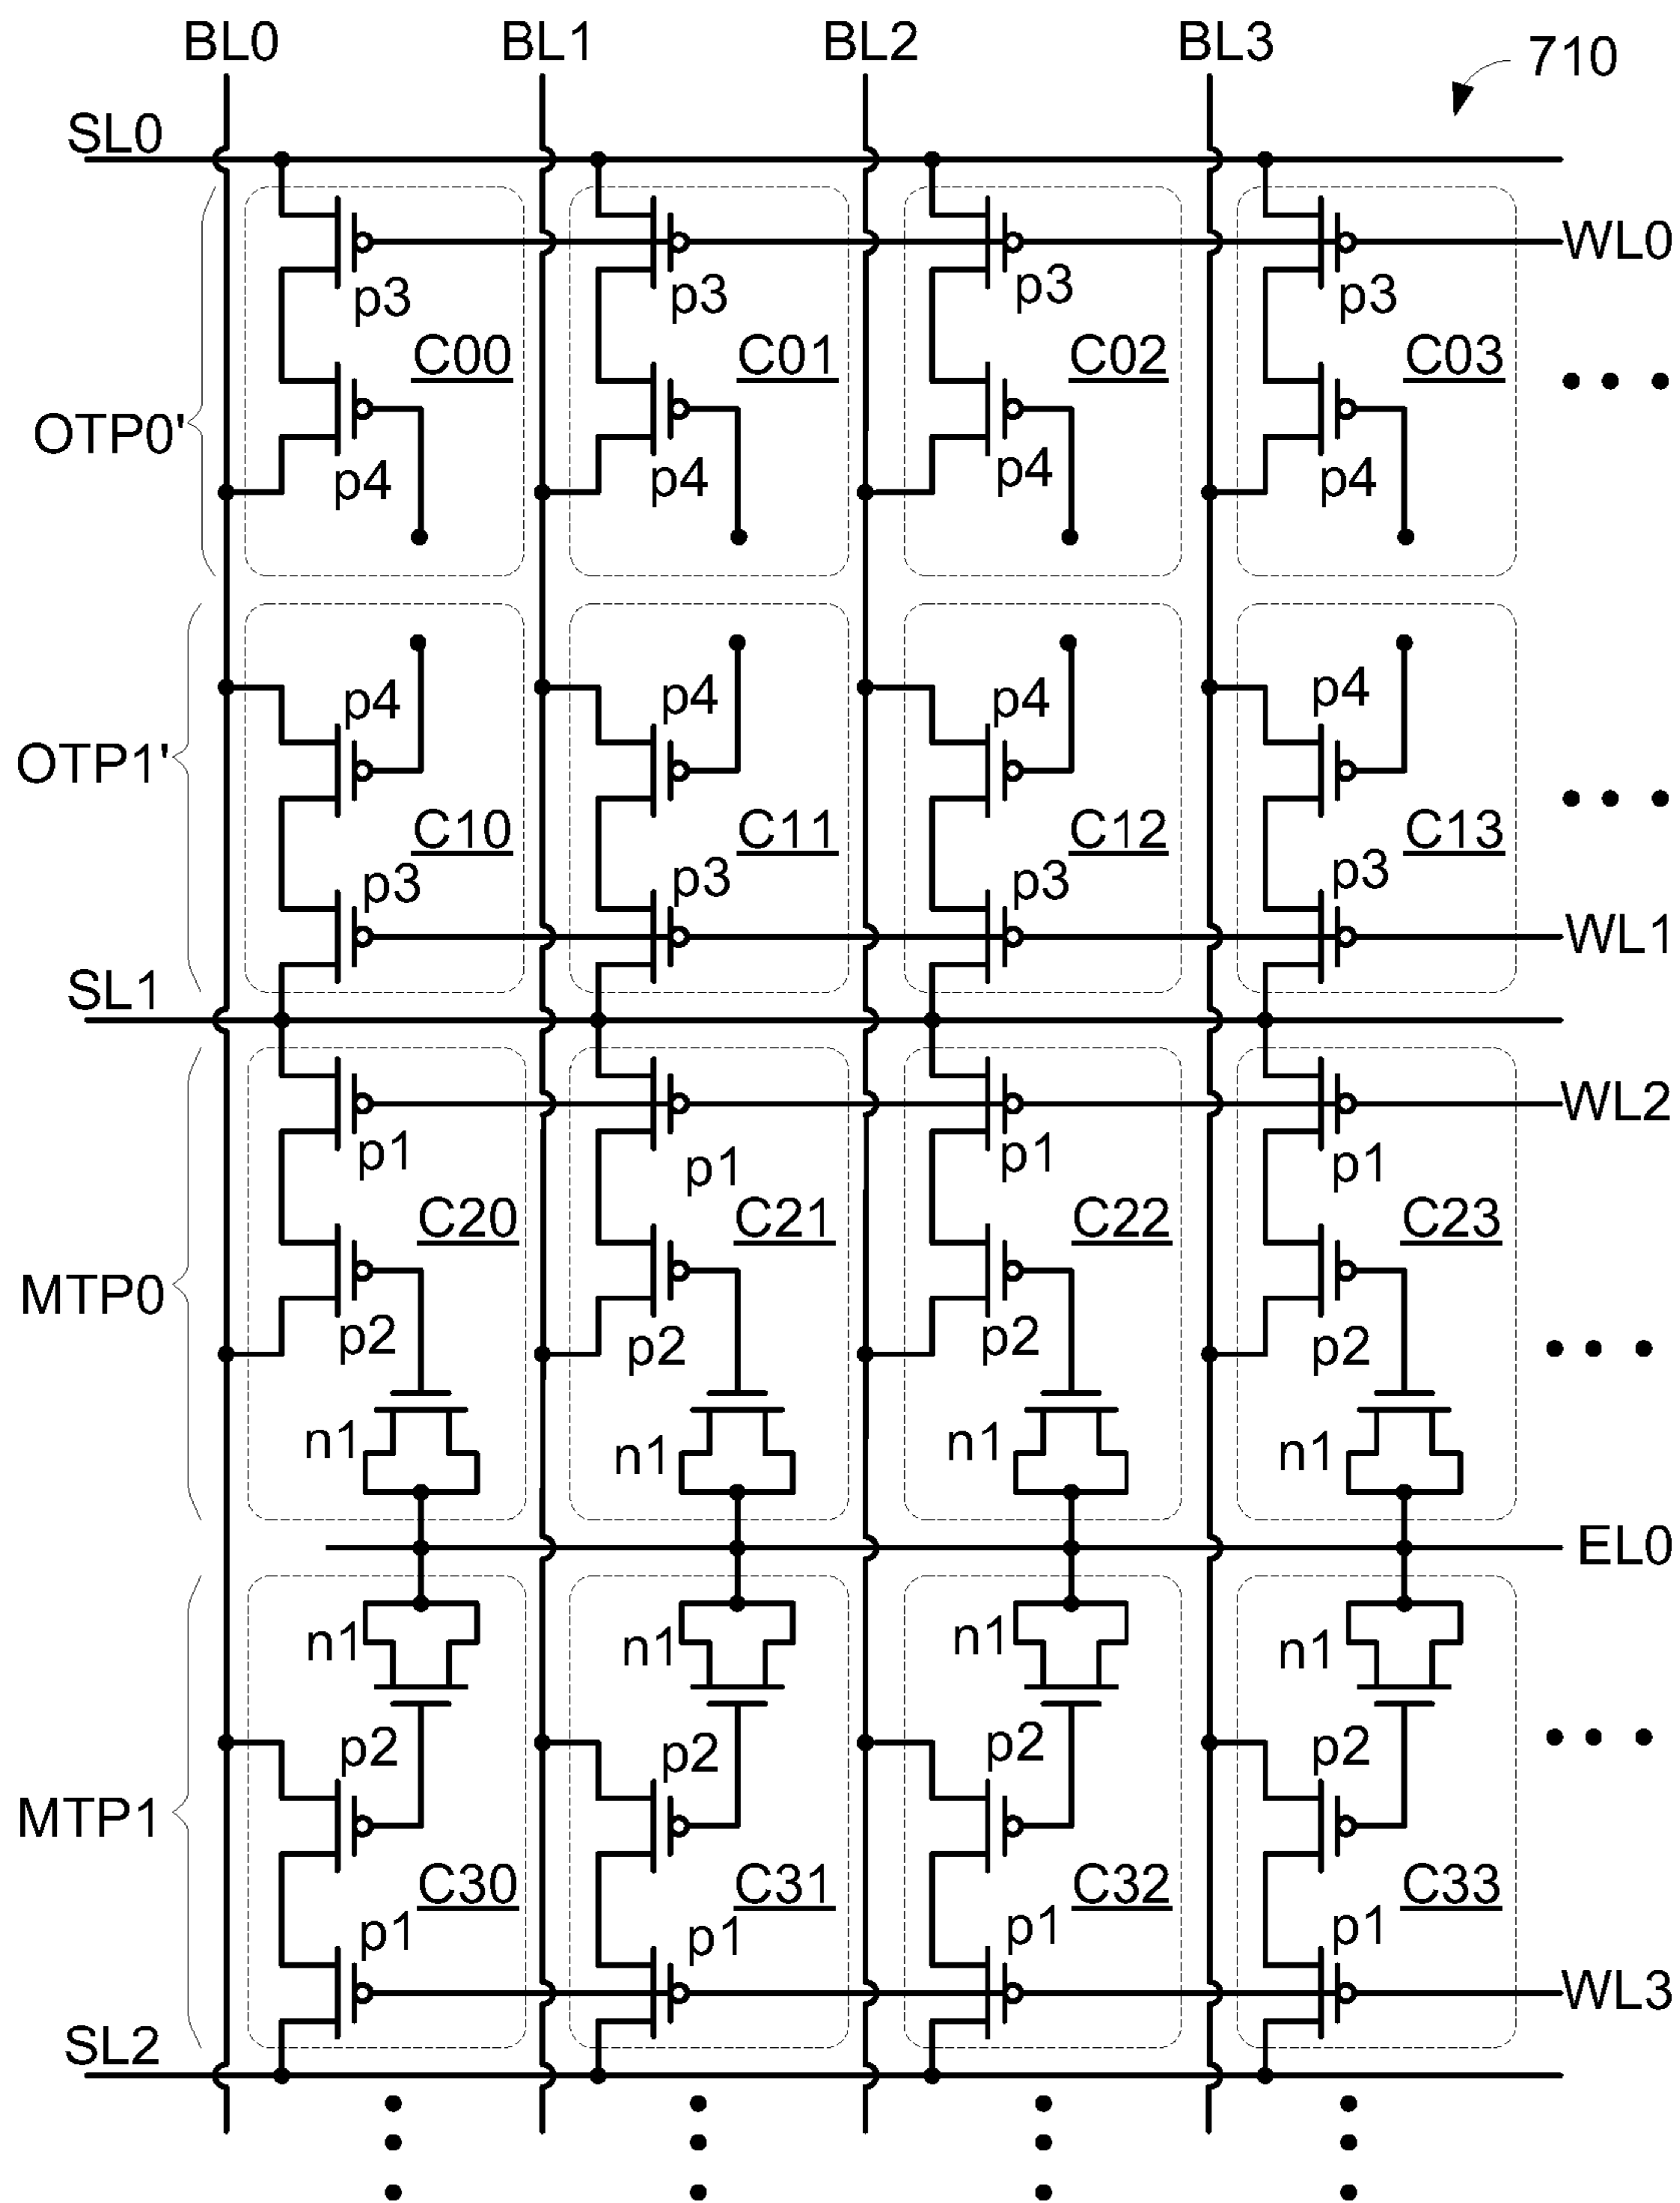 BL0 BL1 BL2 BL3
710
SL0
WL0
p3 p3 p3 p3
C00 C01 C02 C03
OTP0'
p4 p4 p4 p4
p4 p4 p4 p4
OTP1'
C10 C11 C12 C13
p3 p3 p3 p3
WL1
SL1
WL2
p1 p1 p1 p1
C20 C21 C22 C23
MTP0
p2 p2 p2 p2
n1 n1 n1 n1
EL0
n1 n1 n1 n1
p2 p2 p2 p2
MTP1
C30 C31 C32 C33
p1 p1 p1 p1
WL3
SL2